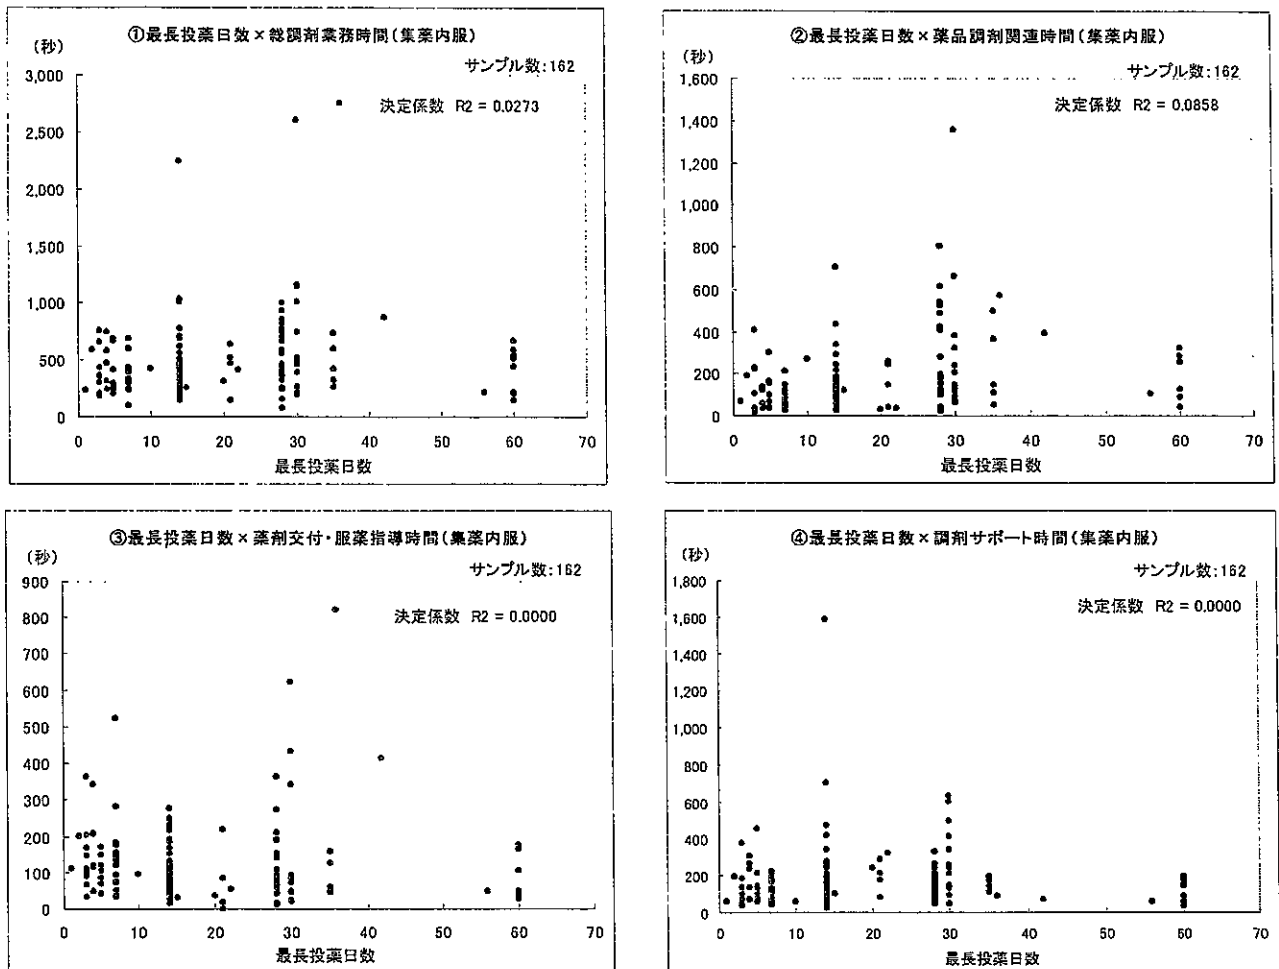 ①最長投薬日数×総調剤業務時間(集薬内服)
(秒)
サンプル数:162
決定係数 R2 = 0.0273
3,000
2,500
2,000
1,500
1,000
500
0
0 10 20 30 40 50 60 70
最長投薬日数
②最長投薬日数×薬品調剤関連時間(集薬内服)
(秒)
サンプル数:162
決定係数 R2 = 0.0858
1,600
1,400
1,200
1,000
800
600
400
200
0
0 10 20 30 40 50 60 70
最長投薬日数
③最長投薬日数×薬剤交付・服薬指導時間(集薬内服)
(秒)
サンプル数:162
決定係数 R2 = 0.0000
900
800
700
600
500
400
300
200
100
0
0 10 20 30 40 50 60 70
最長投薬日数
④最長投薬日数×調剤サポート時間(集薬内服)
(秒)
サンプル数:162
決定係数 R2 = 0.0000
1,800
1,600
1,400
1,200
1,000
800
600
400
200
0
0 10 20 30 40 50 60 70
最長投薬日数